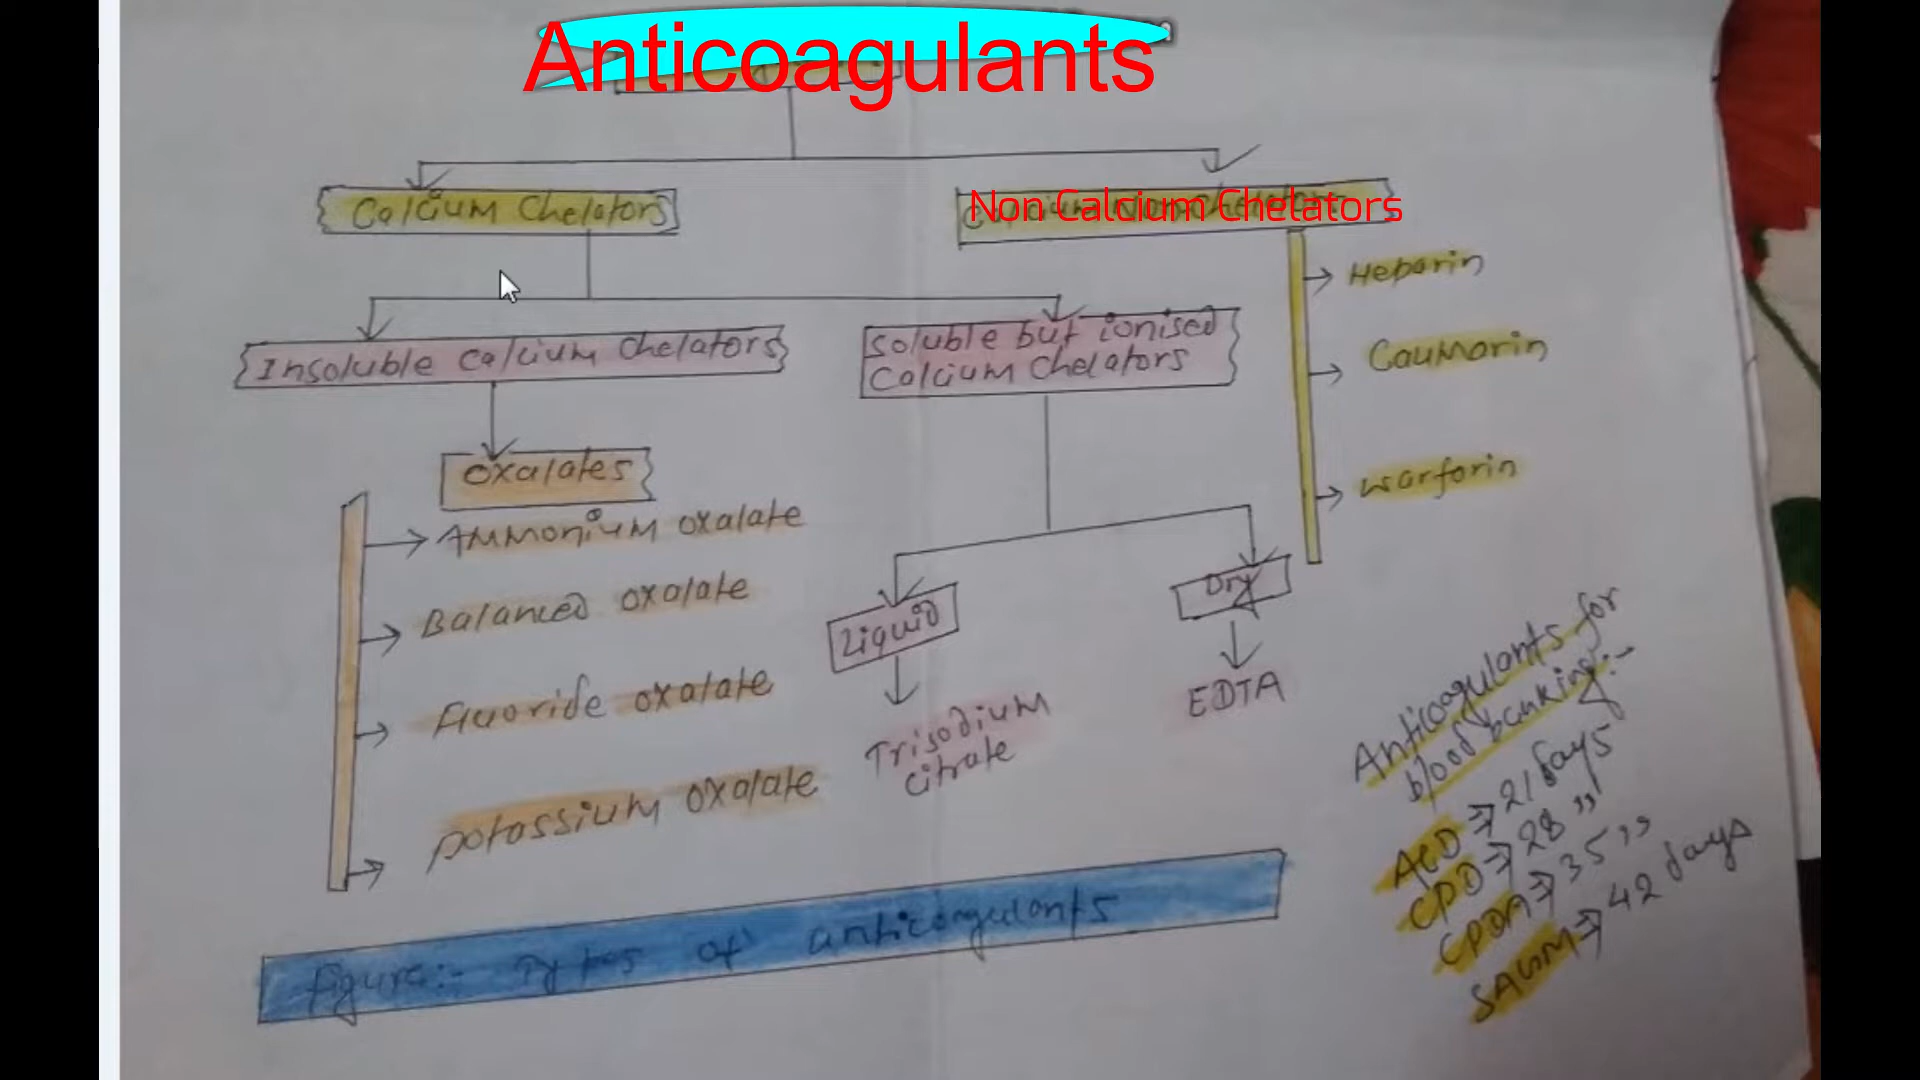 Anticoagulants
Calcium Chelators
Non Calcium Chelators
Heparin
Insoluble Calcium Chelators
Soluble but ionised
Calcium Chelators
Caumarin
Oxalates
Warfarin
Ammonium oxalate
Balanced oxalate
Liquid
Dry
Fluoride oxalate
Trisodium
citrate
EDTA
potassium oxalate
Anticoagulants for
blood banking:-
ACD ⇒ 21 days
CPD ⇒ 28 "
CPDA ⇒ 35 "
SAGM ⇒ 42 days
figure:- Types of anticoagulants